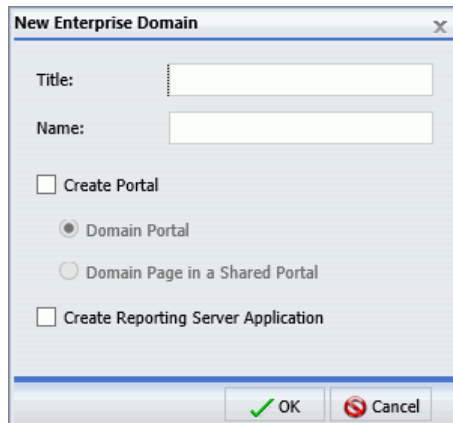 New Enterprise Domain
Title:
Name:
Create Portal
Domain Portal
Domain Page in a Shared Portal
Create Reporting Server Application
OK Cancel